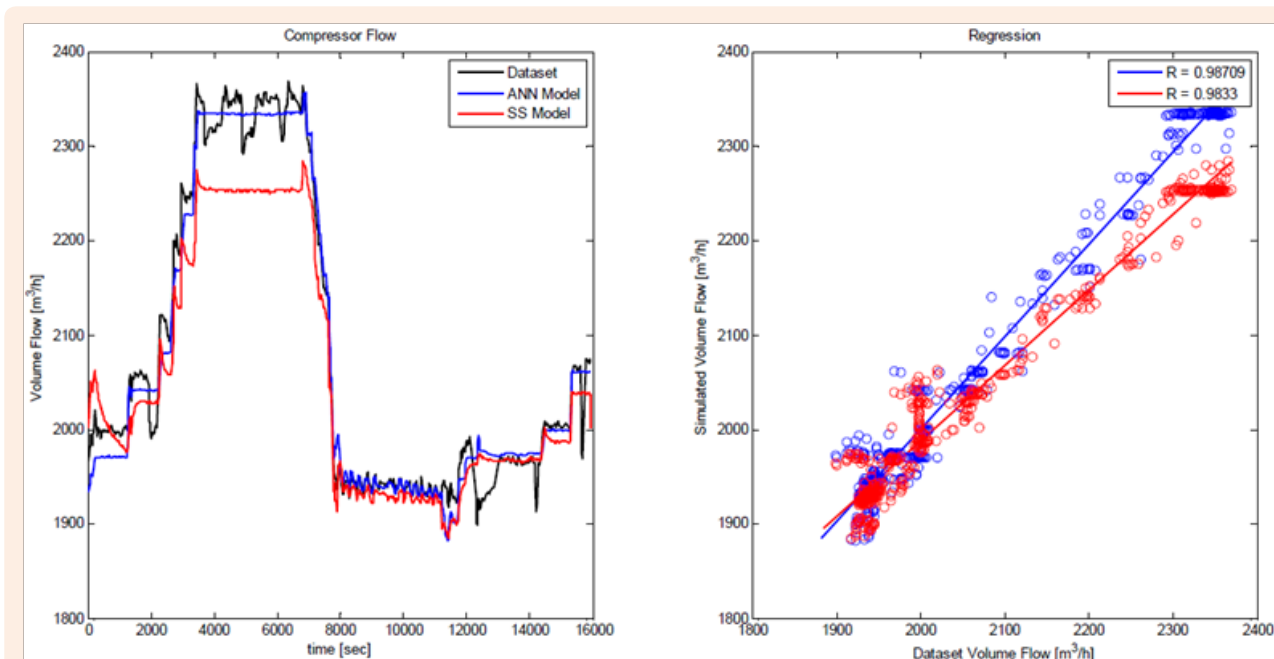 Compressor Flow
2400
2300
2200
2100
2000
1900
1800
Volume Flow [m³/h]
0 2000 4000 6000 8000 10000 12000 14000 16000
time [sec]
Dataset
ANN Model
SS Model
Regression
2400
2300
2200
2100
2000
1900
1800
Simulated Volume Flow [m³/h]
1800 1900 2000 2100 2200 2300 2400
Dataset Volume Flow [m³/h]
R = 0.98709
R = 0.9833